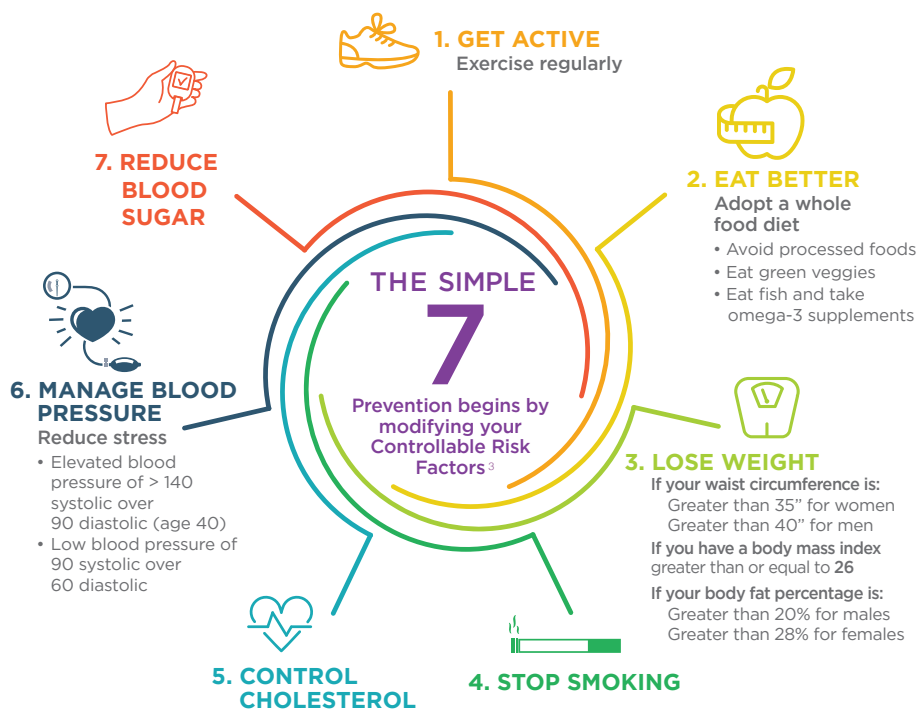 THE SIMPLE
7
Prevention begins by
modifying your
Controllable Risk
Factors 3
1. GET ACTIVE
Exercise regularly
2. EAT BETTER
Adopt a whole
food diet
• Avoid processed foods
• Eat green veggies
• Eat fish and take
omega-3 supplements
3. LOSE WEIGHT
If your waist circumference is:
Greater than 35” for women
Greater than 40” for men
If you have a body mass index
greater than or equal to 26
If your body fat percentage is:
Greater than 20% for males
Greater than 28% for females
4. STOP SMOKING
5. CONTROL
CHOLESTEROL
6. MANAGE BLOOD
PRESSURE
Reduce stress
• Elevated blood
pressure of > 140
systolic over
90 diastolic (age 40)
• Low blood pressure of
90 systolic over
60 diastolic
7. REDUCE
BLOOD
SUGAR